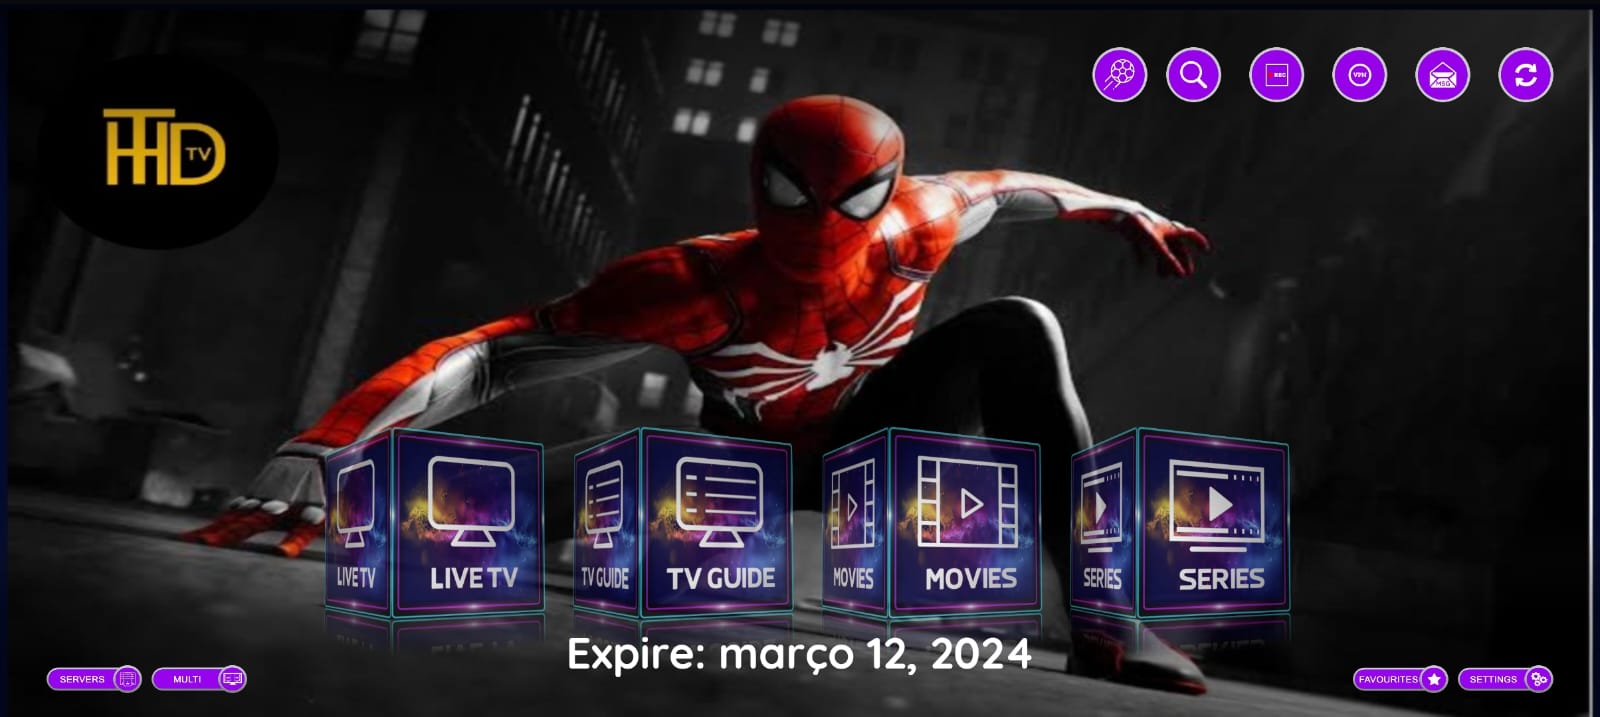 THD TV
REC
VPN
MSG
LIVE TV
LIVE TV
TV GUIDE
TV GUIDE
MOVIES
MOVIES
SERIES
SERIES
Expire: março 12, 2024
SERVERS
MULTI
FAVOURITES
SETTINGS